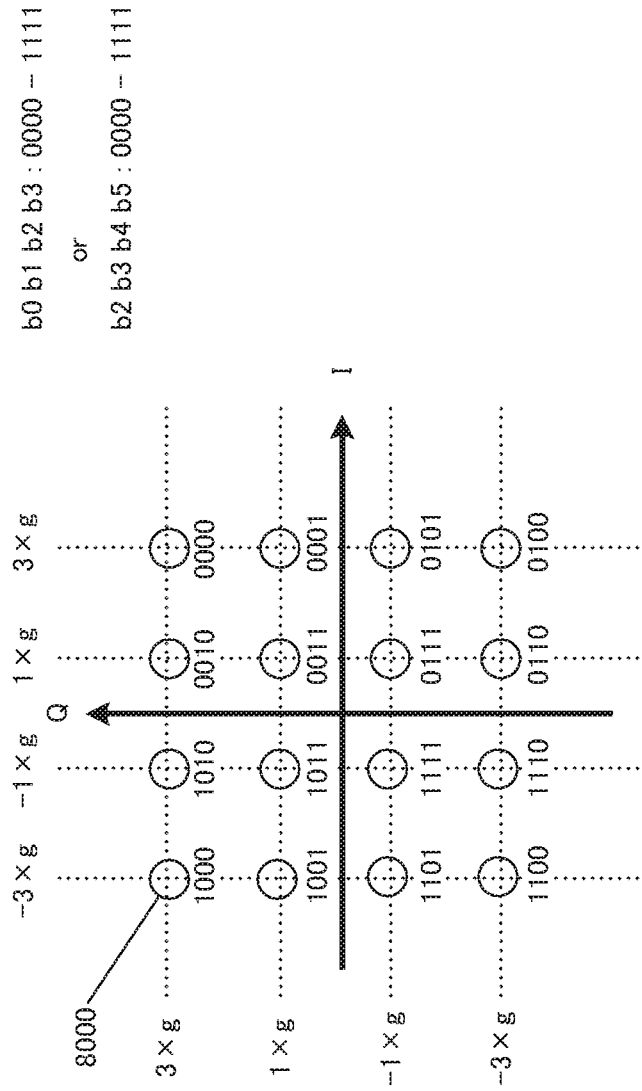 b0 b1 b2 b3 : 0000 – 1111
or
b2 b3 b4 b5 : 0000 – 1111
-3×g -1×g 1×g 3×g
Q
8000
3×g
1000 1010 0010 0000
1×g
1001 1011 0011 0001
I
-1×g
1101 1111 0111 0101
-3×g
1100 1110 0110 0100